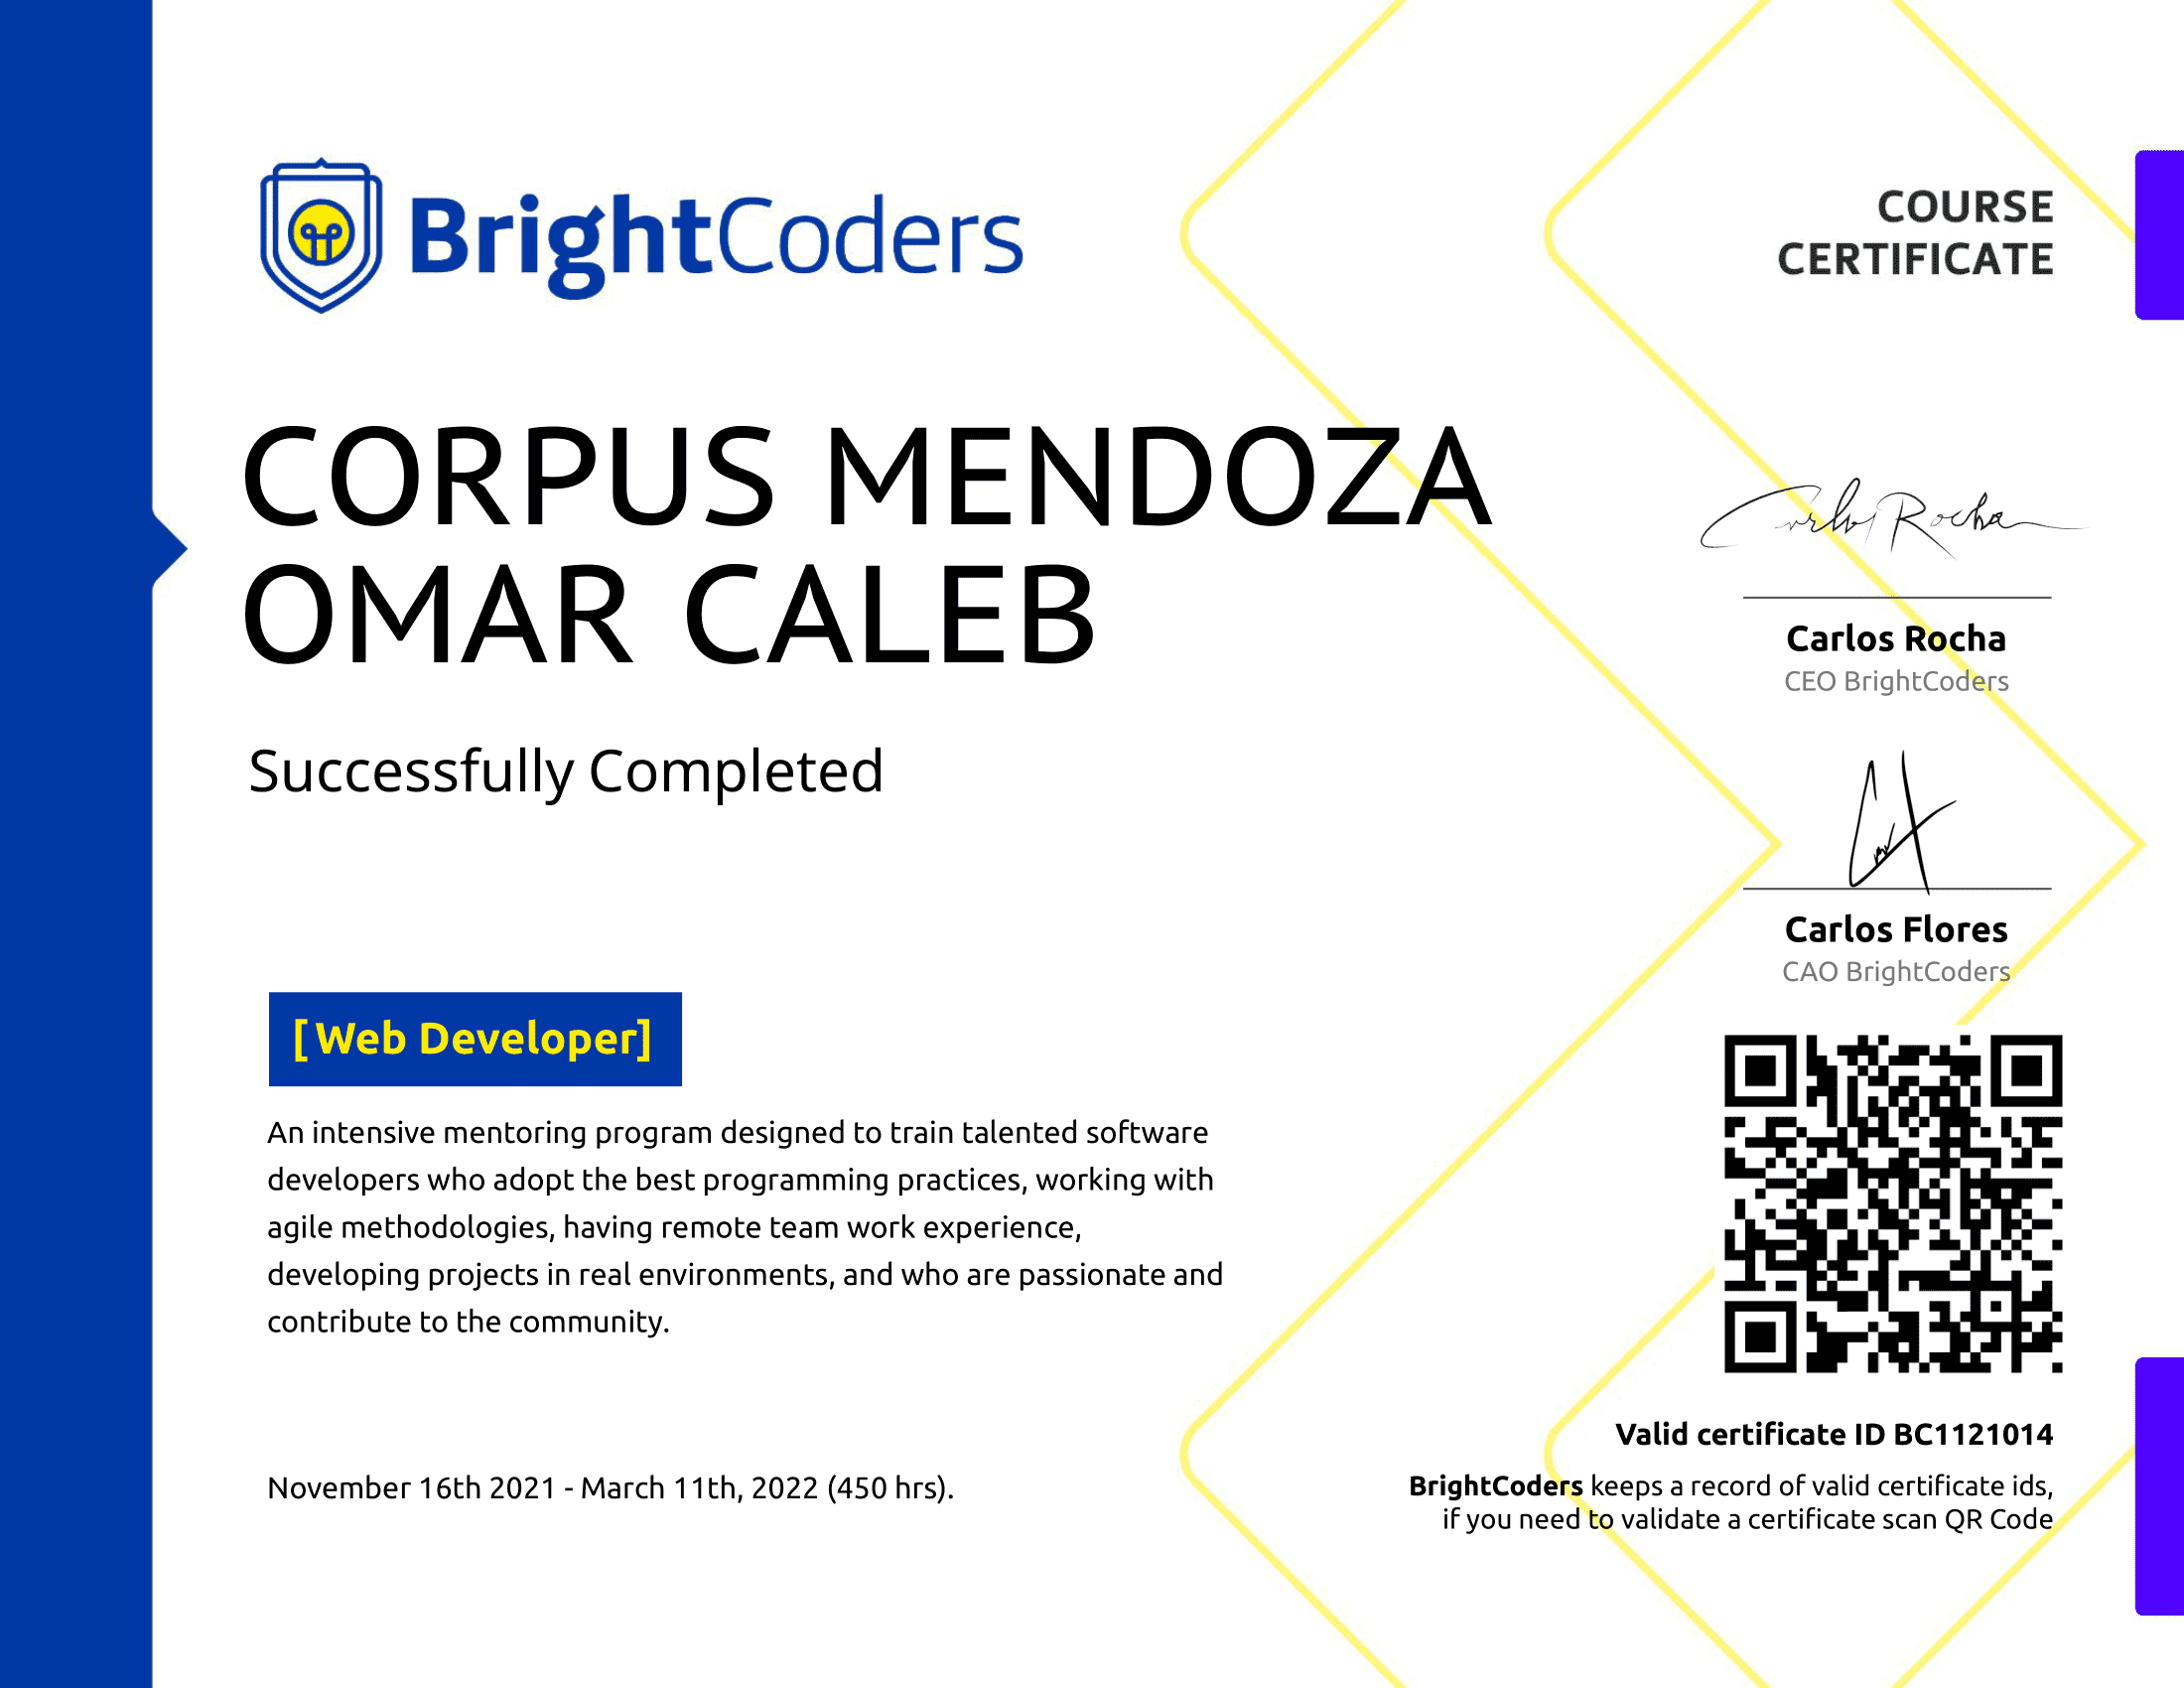 BrightCoders
COURSE
CERTIFICATE
CORPUS MENDOZA
OMAR CALEB
Successfully Completed
Carlos Rocha
Carlos Rocha
CEO BrightCoders
Carlos Flores
CAO BrightCoders
[Web Developer]
An intensive mentoring program designed to train talented software
developers who adopt the best programming practices, working with
agile methodologies, having remote team work experience,
developing projects in real environments, and who are passionate and
contribute to the community.
November 16th 2021 - March 11th, 2022 (450 hrs).
Valid certificate ID BC1121014
BrightCoders keeps a record of valid certificate ids,
if you need to validate a certificate scan QR Code